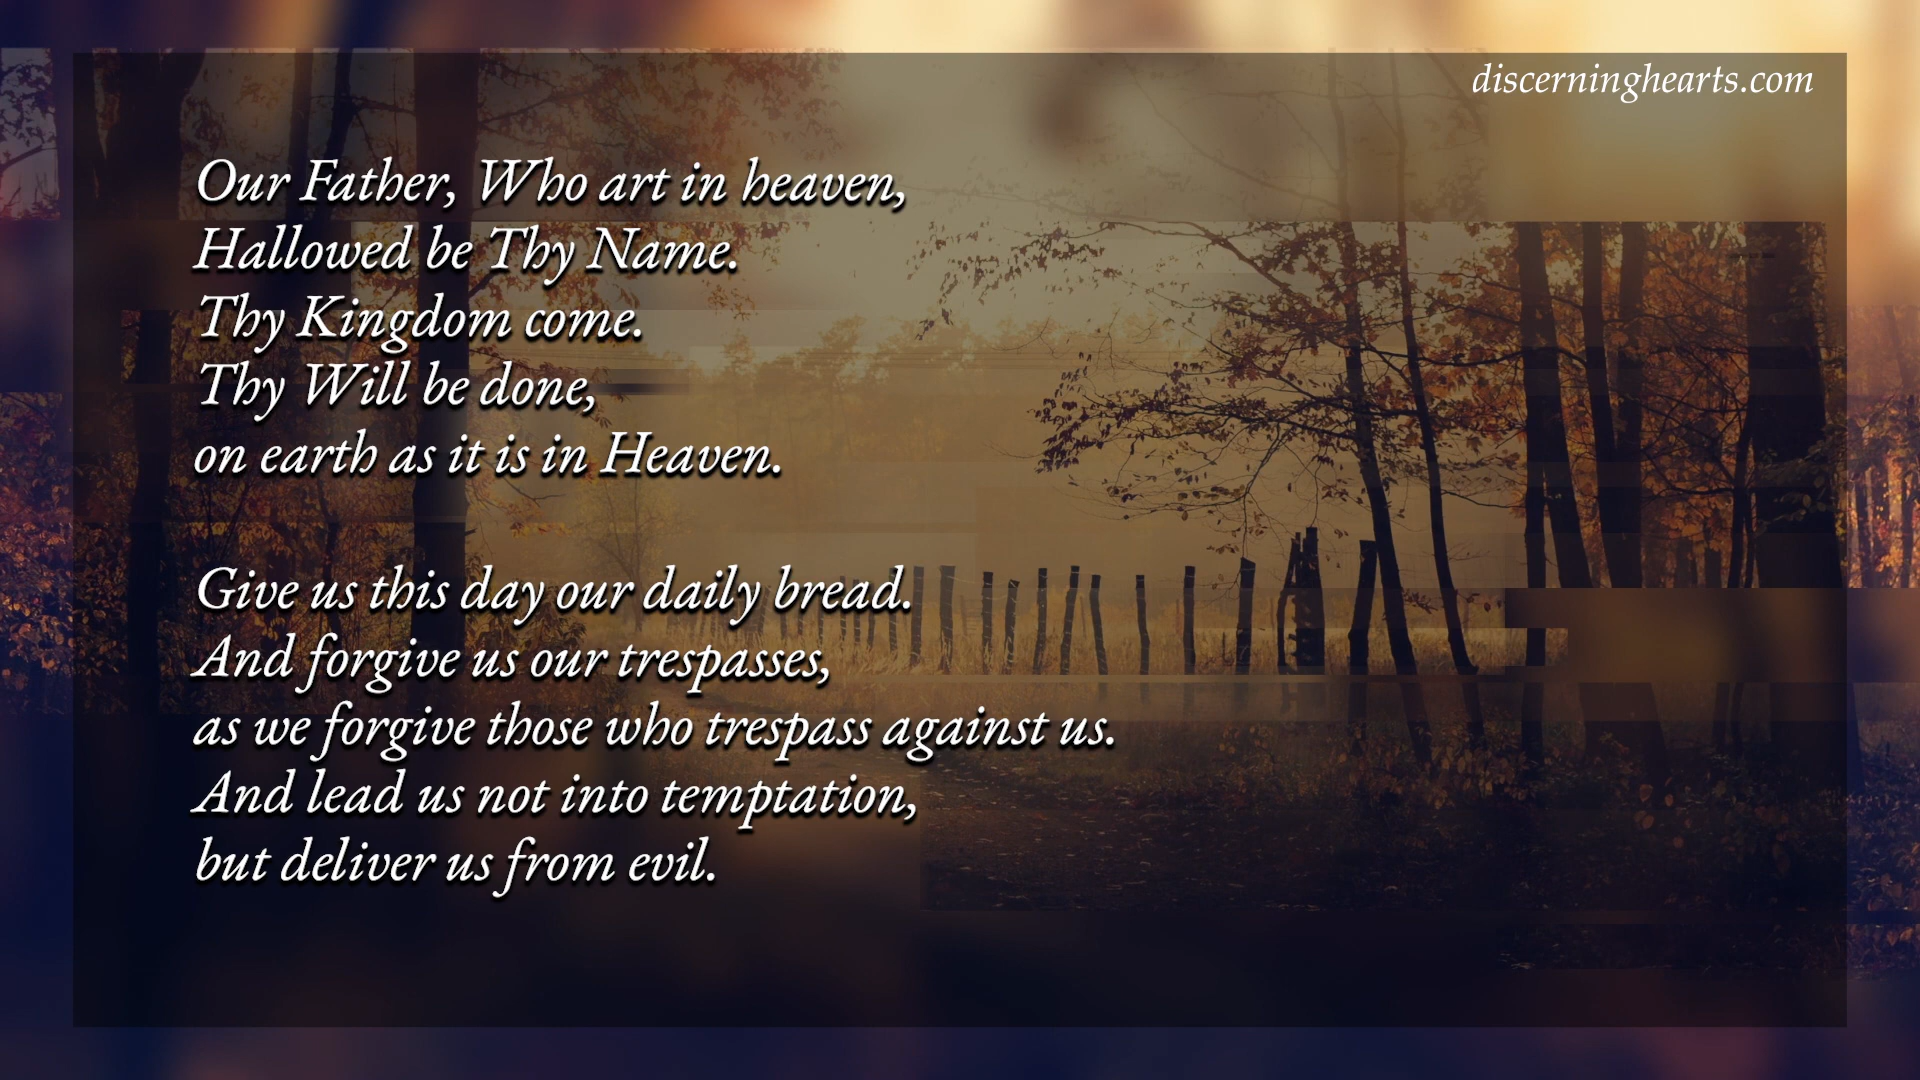 discerninghearts.com
Our Father, Who art in heaven,
Hallowed be Thy Name.
Thy Kingdom come.
Thy Will be done,
on earth as it is in Heaven.
Give us this day our daily bread.
And forgive us our trespasses,
as we forgive those who trespass against us.
And lead us not into temptation,
but deliver us from evil.